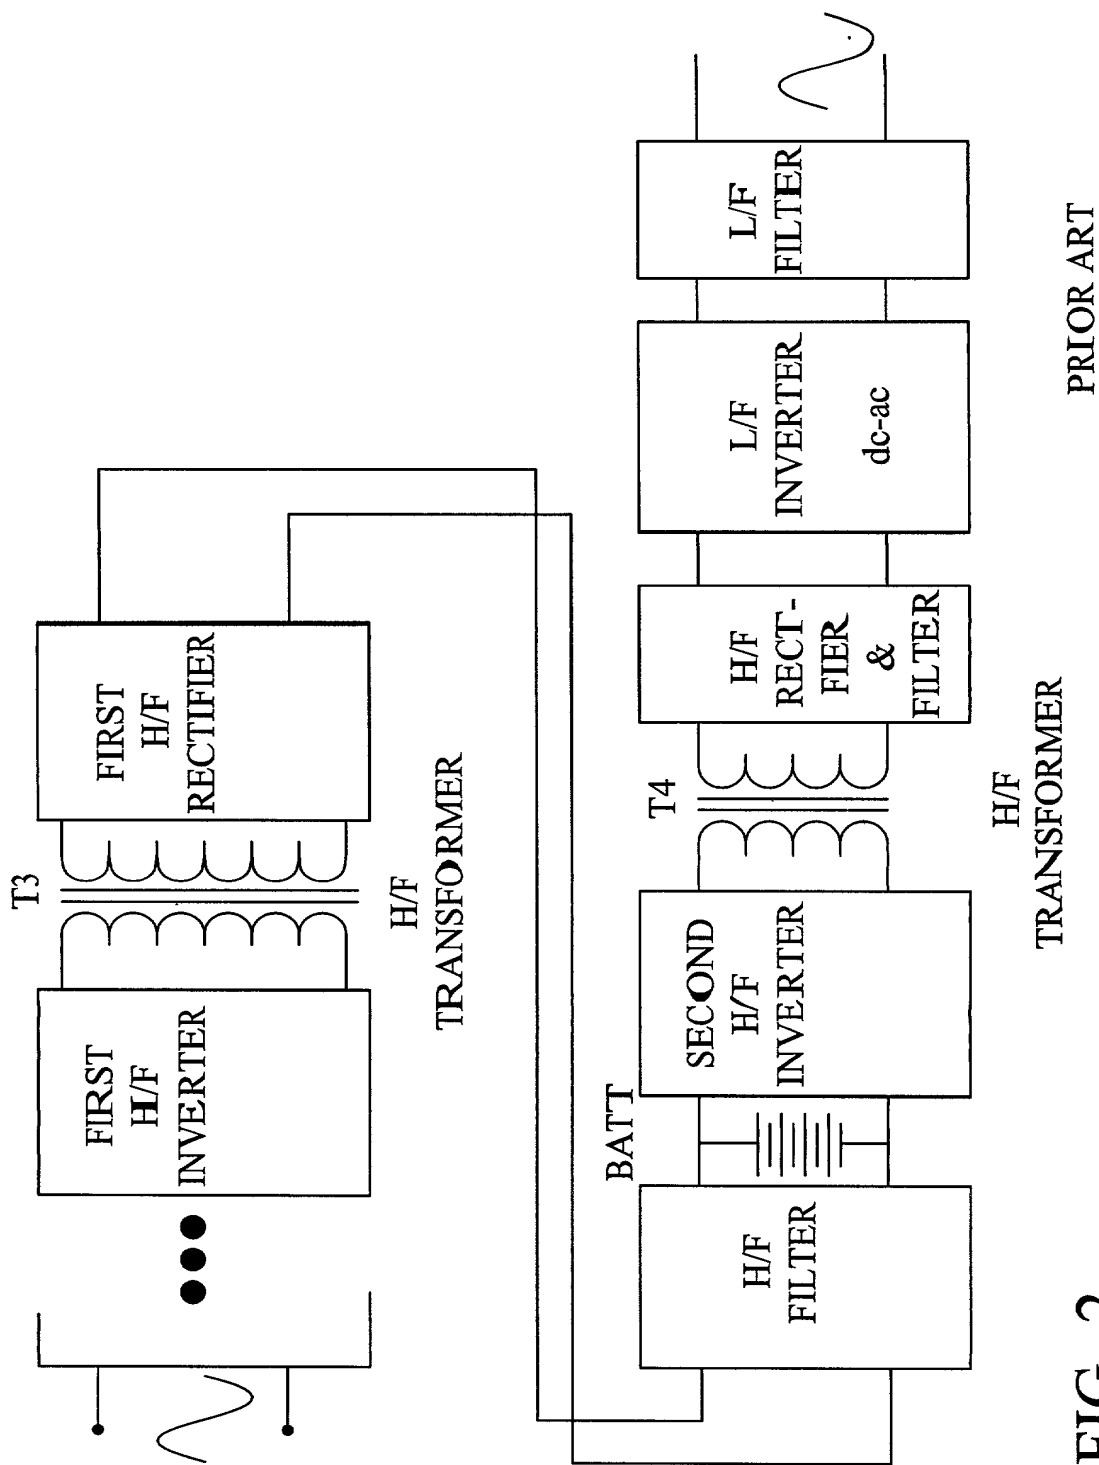 FIRST
H/F
INVERTER
T3
H/F
TRANSFORMER
FIRST
H/F
RECTIFIER
H/F
FILTER
BATT
SECOND
H/F
INVERTER
T4
H/F
TRANSFORMER
H/F
RECT-
FIER
&
FILTER
L/F
INVERTER
dc-ac
L/F
FILTER
PRIOR ART
FIG. 2